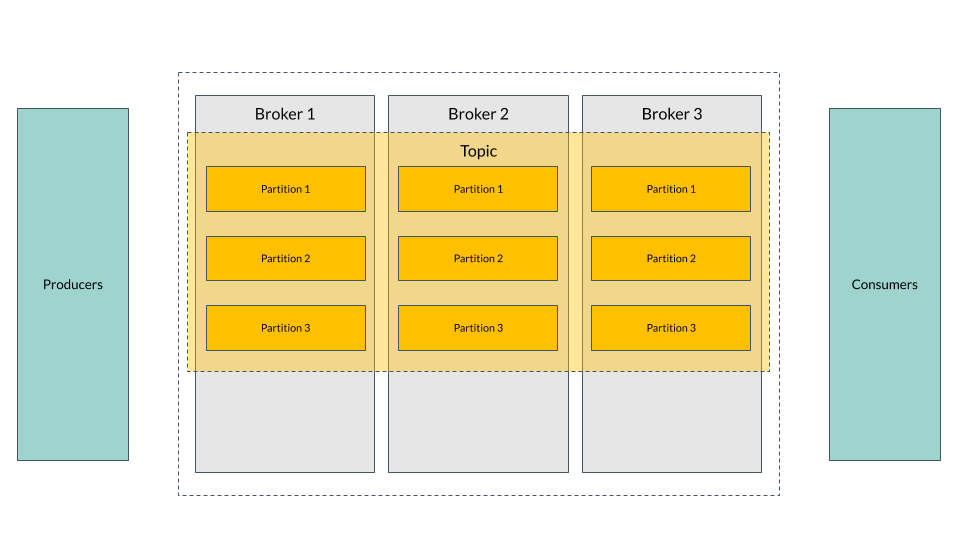 Broker 1
Broker 2
Broker 3
Topic
Partition 1
Partition 1
Partition 1
Partition 2
Partition 2
Partition 2
Producers
Consumers
Partition 3
Partition 3
Partition 3